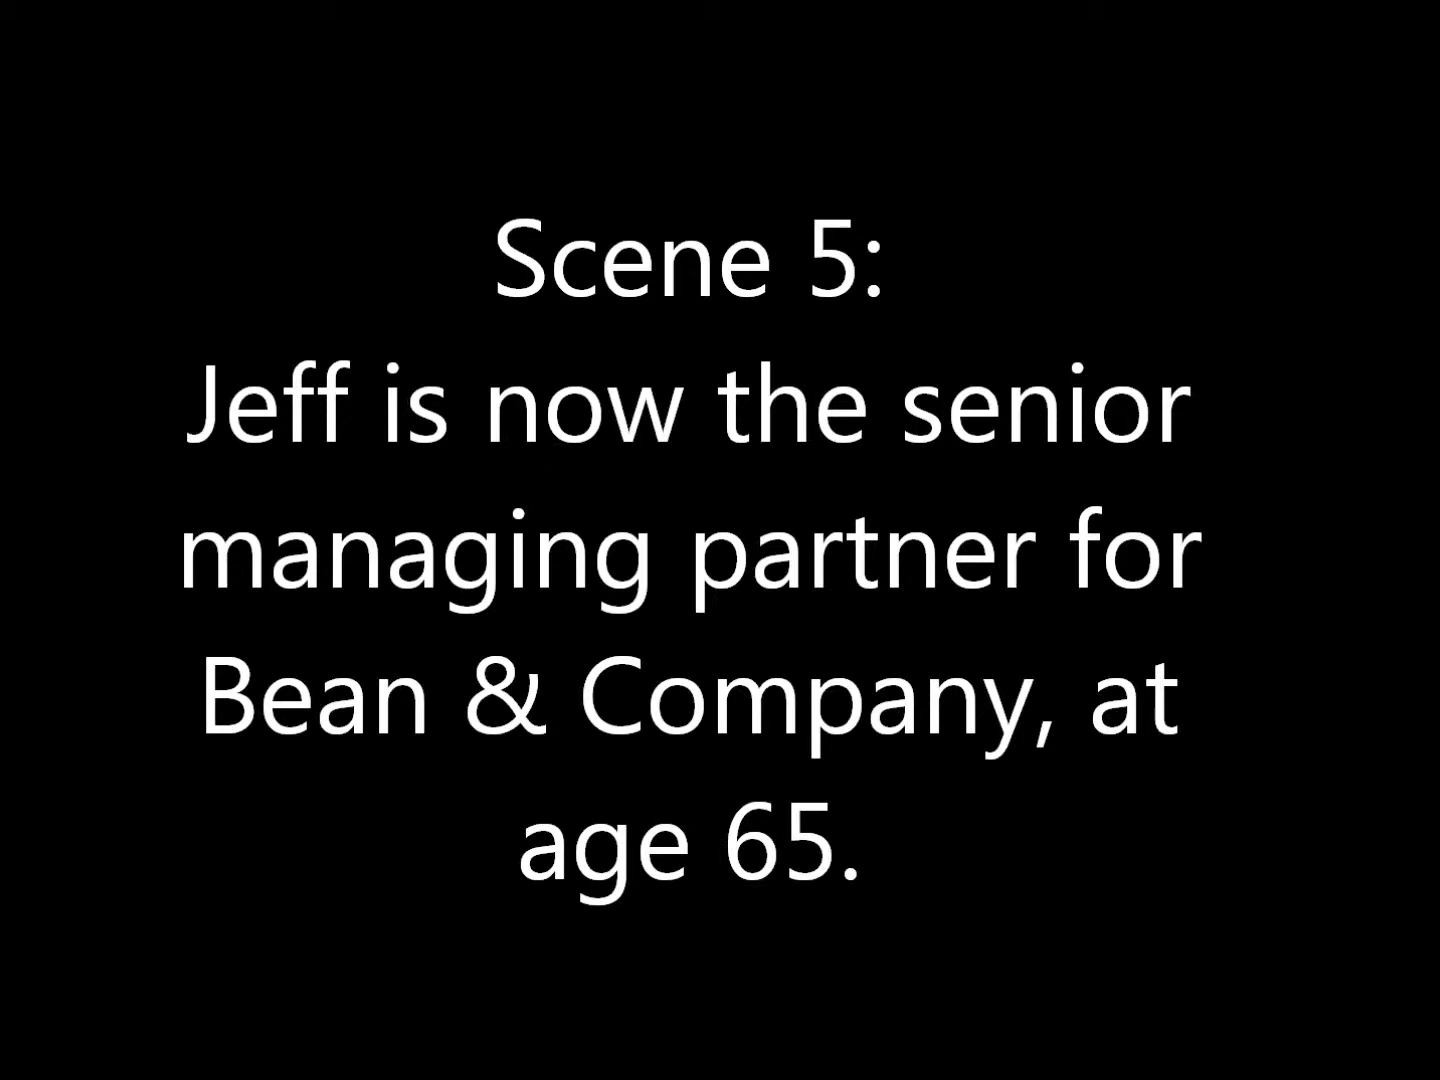 Scene 5:
Jeff is now the senior
managing partner for
Bean & Company, at
age 65.